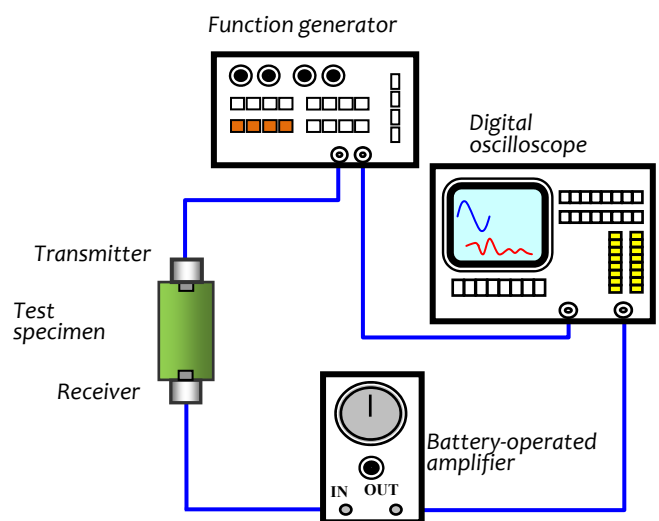 Function generator
Digital
oscilloscope
Transmitter
Test
specimen
Receiver
Battery-operated
amplifier
IN OUT